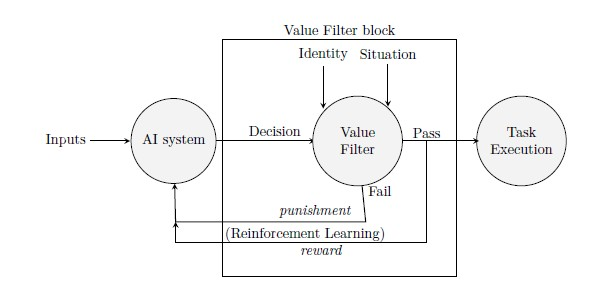 Value Filter block
Identity
Situation
Inputs
AI system
Decision
Value
Filter
Pass
Task
Execution
Fail
punishment
(Reinforcement Learning)
reward